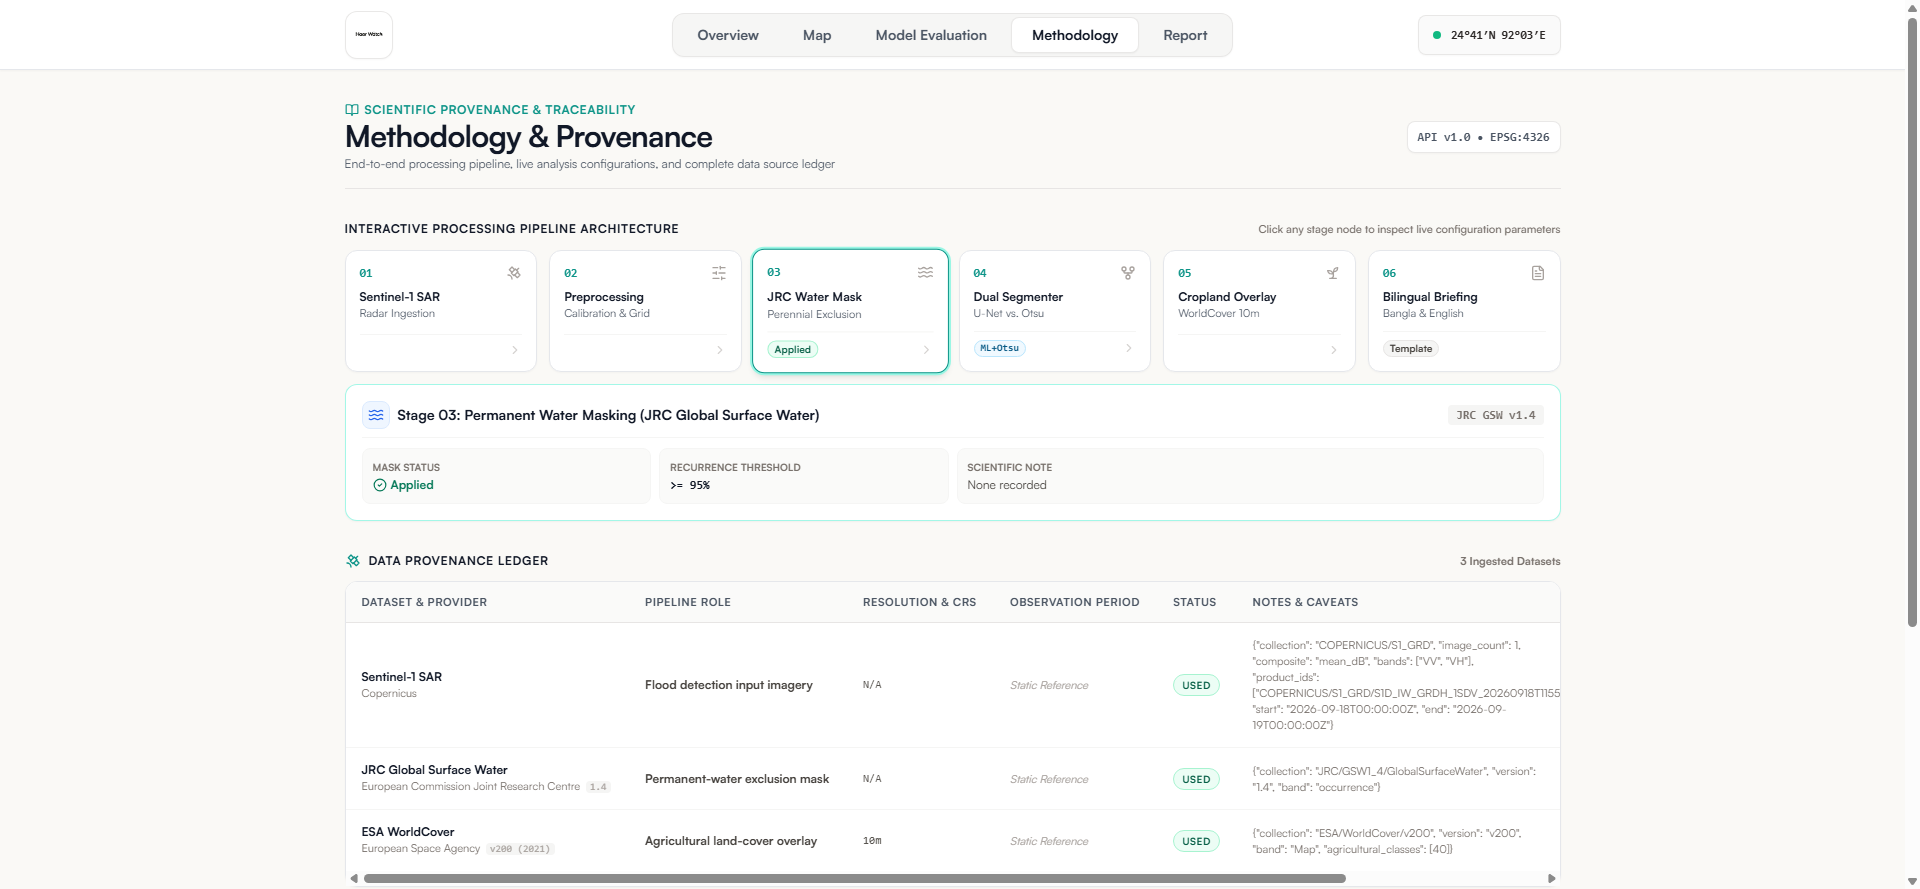 Haor Watch
Overview
Map
Model Evaluation
Methodology
Report
24°41′N 92°03′E
SCIENTIFIC PROVENANCE & TRACEABILITY
Methodology & Provenance
End-to-end processing pipeline, live analysis configurations, and complete data source ledger
API v1.0 • EPSG:4326
INTERACTIVE PROCESSING PIPELINE ARCHITECTURE
Click any stage node to inspect live configuration parameters
01
Sentinel-1 SAR
Radar Ingestion
02
Preprocessing
Calibration & Grid
03
JRC Water Mask
Perennial Exclusion
Applied
04
Dual Segmenter
U-Net vs. Otsu
ML+Otsu
05
Cropland Overlay
WorldCover 10m
06
Bilingual Briefing
Bangla & English
Template
Stage 03: Permanent Water Masking (JRC Global Surface Water)
JRC GSW v1.4
MASK STATUS
Applied
RECURRENCE THRESHOLD
>= 95%
SCIENTIFIC NOTE
None recorded
DATA PROVENANCE LEDGER
3 Ingested Datasets
DATASET & PROVIDER
PIPELINE ROLE
RESOLUTION & CRS
OBSERVATION PERIOD
STATUS
NOTES & CAVEATS
Sentinel-1 SAR
Copernicus
Flood detection input imagery
N/A
Static Reference
USED
{"collection": "COPERNICUS/S1_GRD", "image_count": 1,
"composite": "mean_dB", "bands": ["VV", "VH"],
"product_ids":
["COPERNICUS/S1_GRD/S1D_IW_GRDH_1SDV_20260918T1155
"start": "2026-09-18T00:00:00Z", "end": "2026-09-
19T00:00:00Z"}
JRC Global Surface Water
European Commission Joint Research Centre 1.4
Permanent-water exclusion mask
N/A
Static Reference
USED
{"collection": "JRC/GSW1_4/GlobalSurfaceWater", "version":
"1.4", "band": "occurrence"}
ESA WorldCover
European Space Agency v200 (2021)
Agricultural land-cover overlay
10m
Static Reference
USED
{"collection": "ESA/WorldCover/v200", "version": "v200",
"band": "Map", "agricultural_classes": [40]}